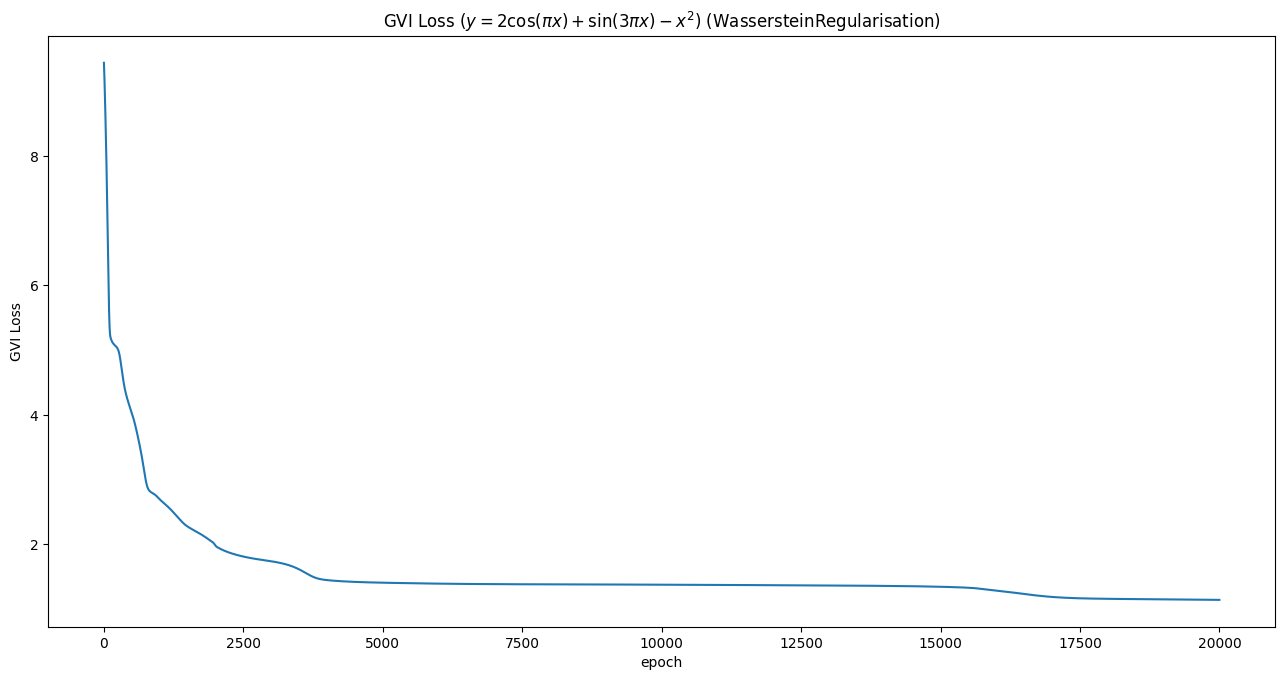 GVI Loss (y = 2cos(πx) + sin(3πx) − x²) (WassersteinRegularisation)
8
6
4
2
GVI Loss
0 2500 5000 7500 10000 12500 15000 17500 20000
epoch